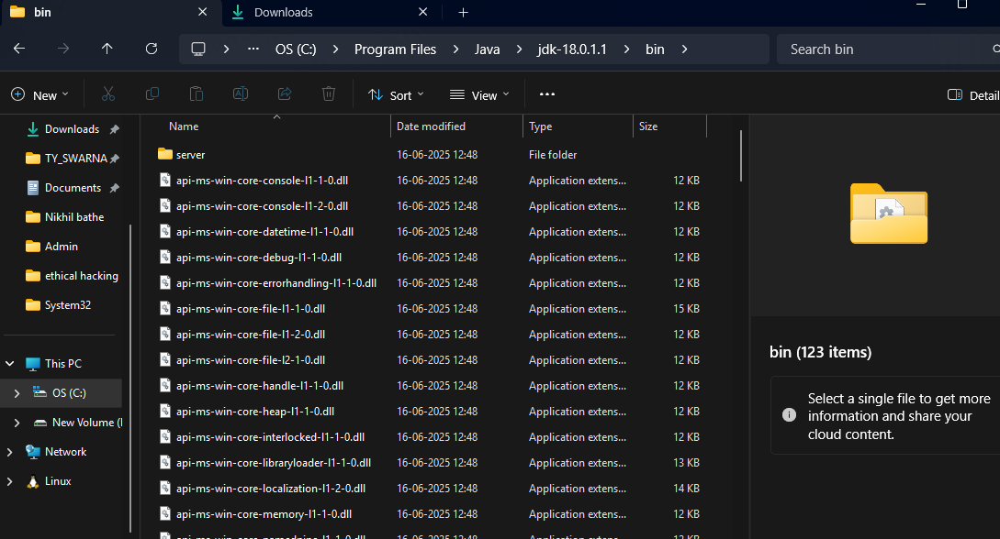 bin
Downloads
OS (C:) Program Files Java jdk-18.0.1.1 bin
Search bin
New
Sort
View
Detail
Downloads
TY_SWARNA
Documents
Nikhil bathe
Admin
ethical hacking
System32
This PC
OS (C:)
New Volume (
Network
Linux
Name Date modified Type Size
server 16-06-2025 12:48 File folder
api-ms-win-core-console-l1-1-0.dll 16-06-2025 12:48 Application extens... 12 KB
api-ms-win-core-console-l1-2-0.dll 16-06-2025 12:48 Application extens... 12 KB
api-ms-win-core-datetime-l1-1-0.dll 16-06-2025 12:48 Application extens... 12 KB
api-ms-win-core-debug-l1-1-0.dll 16-06-2025 12:48 Application extens... 12 KB
api-ms-win-core-errorhandling-l1-1-0.dll 16-06-2025 12:48 Application extens... 12 KB
api-ms-win-core-file-l1-1-0.dll 16-06-2025 12:48 Application extens... 15 KB
api-ms-win-core-file-l1-2-0.dll 16-06-2025 12:48 Application extens... 12 KB
api-ms-win-core-file-l2-1-0.dll 16-06-2025 12:48 Application extens... 12 KB
api-ms-win-core-handle-l1-1-0.dll 16-06-2025 12:48 Application extens... 12 KB
api-ms-win-core-heap-l1-1-0.dll 16-06-2025 12:48 Application extens... 12 KB
api-ms-win-core-interlocked-l1-1-0.dll 16-06-2025 12:48 Application extens... 12 KB
api-ms-win-core-libraryloader-l1-1-0.dll 16-06-2025 12:48 Application extens... 13 KB
api-ms-win-core-localization-l1-2-0.dll 16-06-2025 12:48 Application extens... 14 KB
api-ms-win-core-memory-l1-1-0.dll 16-06-2025 12:48 Application extens... 12 KB
bin (123 items)
Select a single file to get more
information and share your
cloud content.